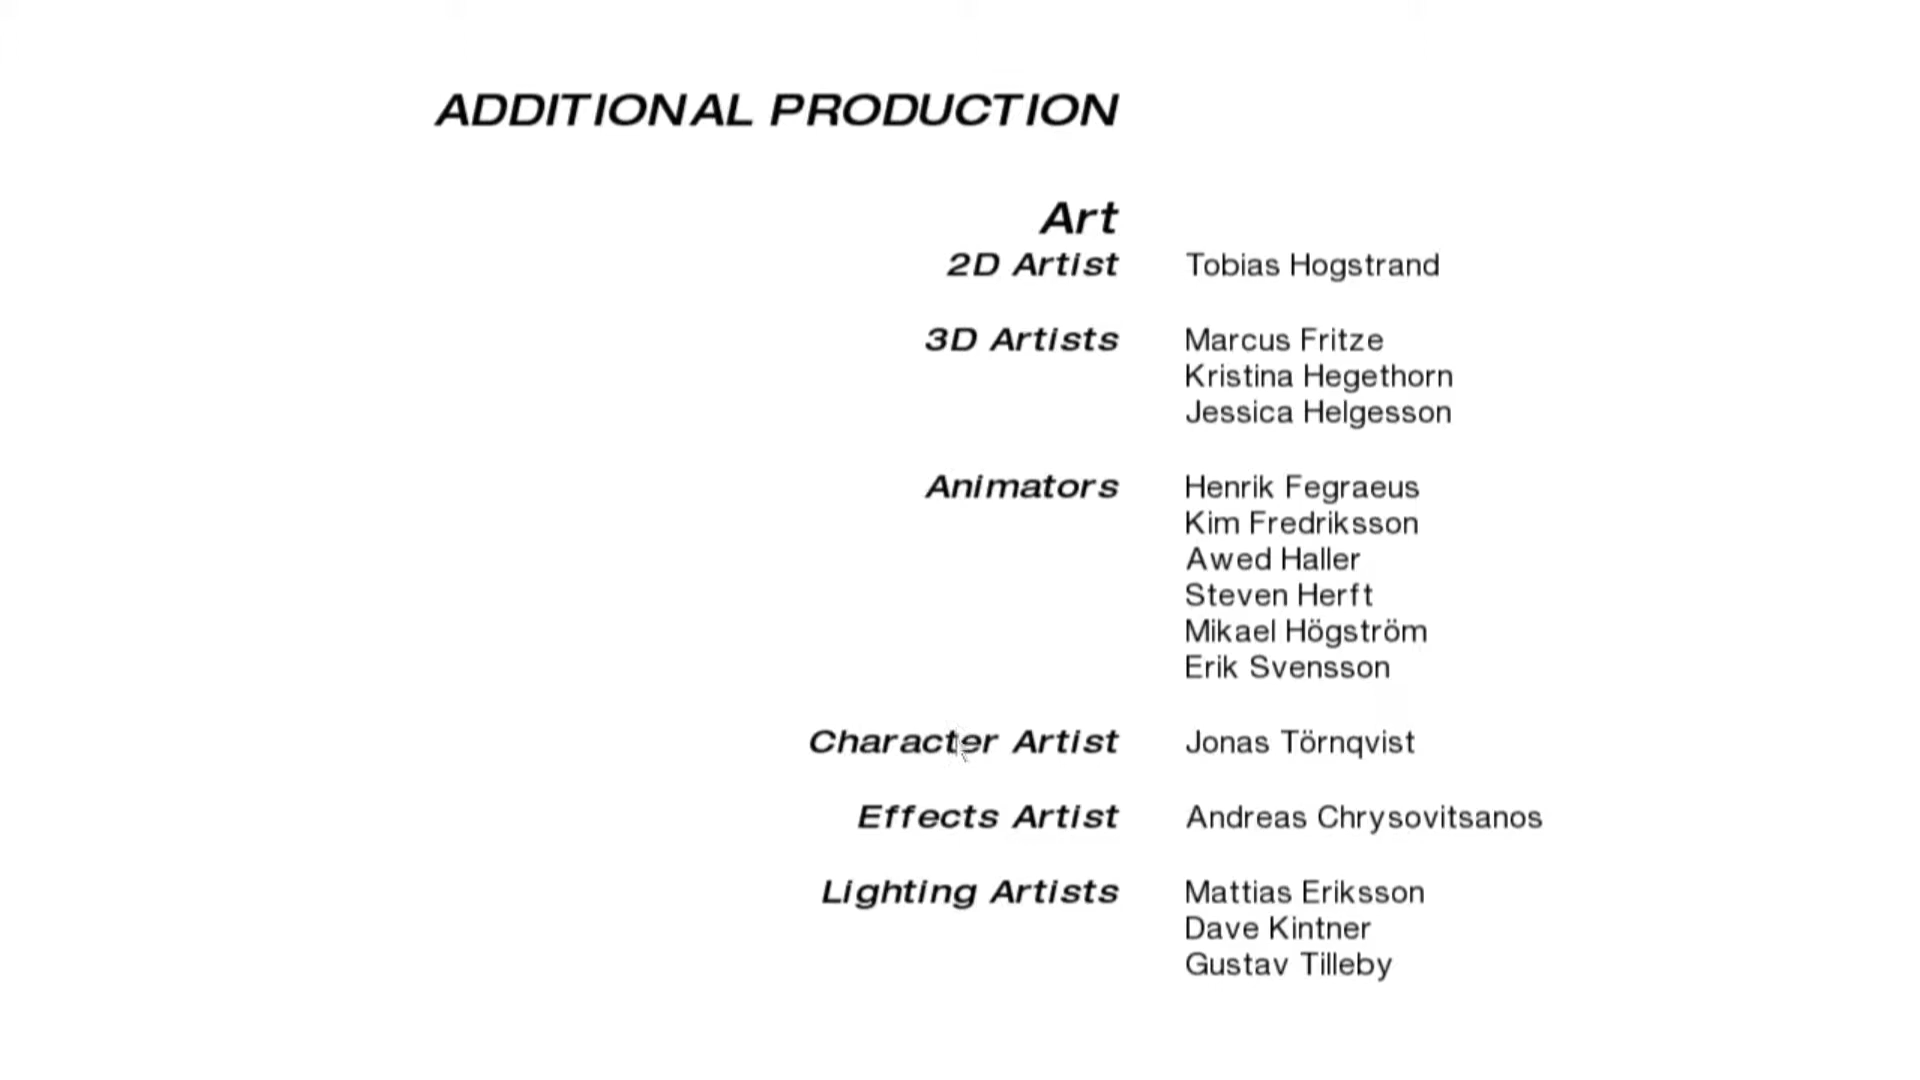 ADDITIONAL PRODUCTION
Art
2D Artist Tobias Hogstrand
3D Artists Marcus Fritze
Kristina Hegethorn
Jessica Helgesson
Animators Henrik Fegraeus
Kim Fredriksson
Awed Haller
Steven Herft
Mikael Högström
Erik Svensson
Character Artist Jonas Törnqvist
Effects Artist Andreas Chrysovitsanos
Lighting Artists Mattias Eriksson
Dave Kintner
Gustav Tilleby